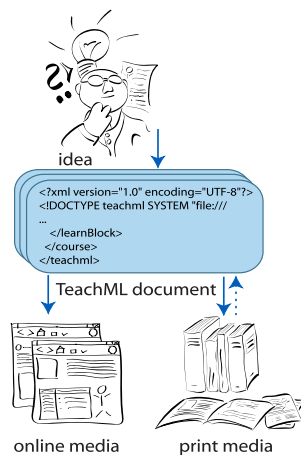 ?:
idea
<?xml version="1.0" encoding="UTF-8"?>
<!DOCTYPE teachml SYSTEM "file:///
...
</learnBlock>
</course>
</teachml>
TeachML document
online media
print media